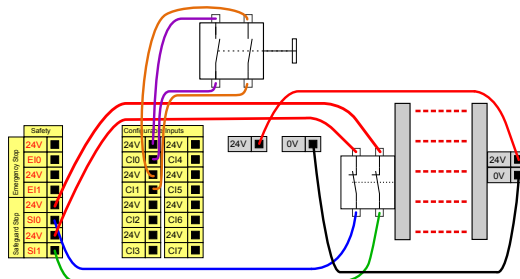 Safety
Emergency Stop
24V
EI0
24V
EI1
Safeguard Stop
24V
SI0
24V
SI1
Configurable Inputs
24V 24V
CI0 CI4
24V 24V
CI1 CI5
24V 24V
CI2 CI6
24V 24V
CI3 CI7
24V 0V
24V
0V